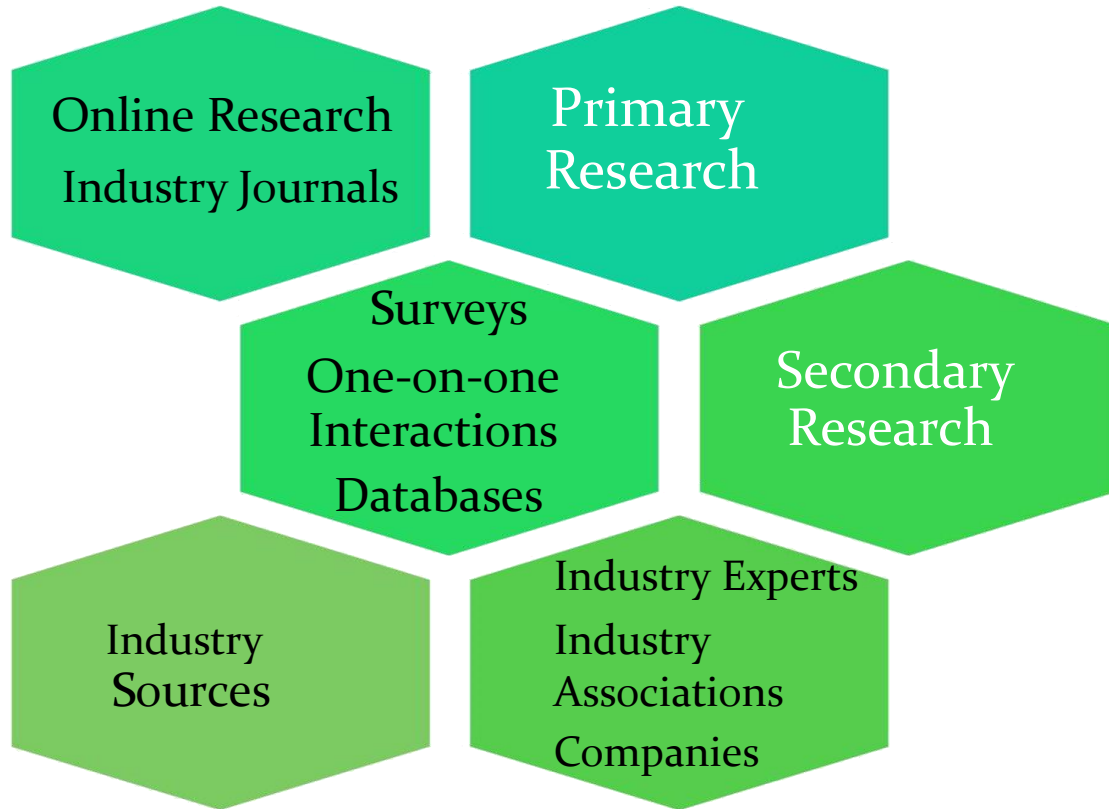 Online Research
Industry Journals
Primary
Research
Surveys
One-on-one
Interactions
Databases
Secondary
Research
Industry
Sources
Industry Experts
Industry
Associations
Companies